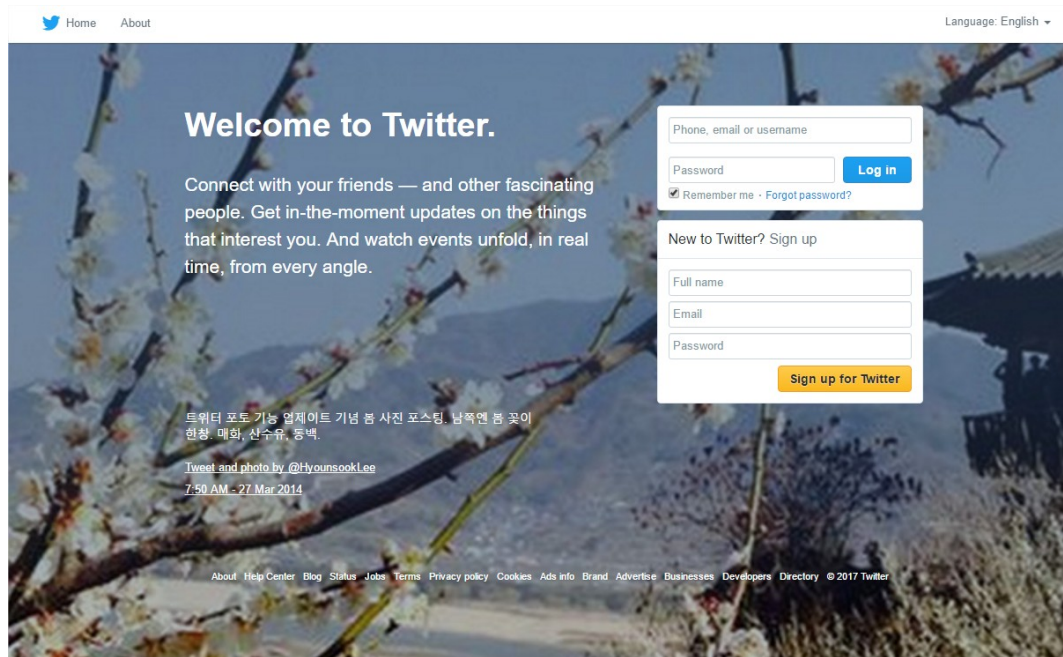 Home About
Language: English
Welcome to Twitter.
Connect with your friends — and other fascinating
people. Get in-the-moment updates on the things
that interest you. And watch events unfold, in real
time, from every angle.
트위터 포토 기능 업제이트 기념 봄 사진 포스팅. 남쪽엔 봄 꽃이
한창. 매화, 산수유, 동백.
Tweet and photo by @HyounsookLee
7:50 AM - 27 Mar 2014
Phone, email or username
Password
Log in
Remember me · Forgot password?
New to Twitter? Sign up
Full name
Email
Password
Sign up for Twitter
About Help Center Blog Status Jobs Terms Privacy policy Cookies Ads info Brand Advertise Businesses Developers Directory © 2017 Twitter